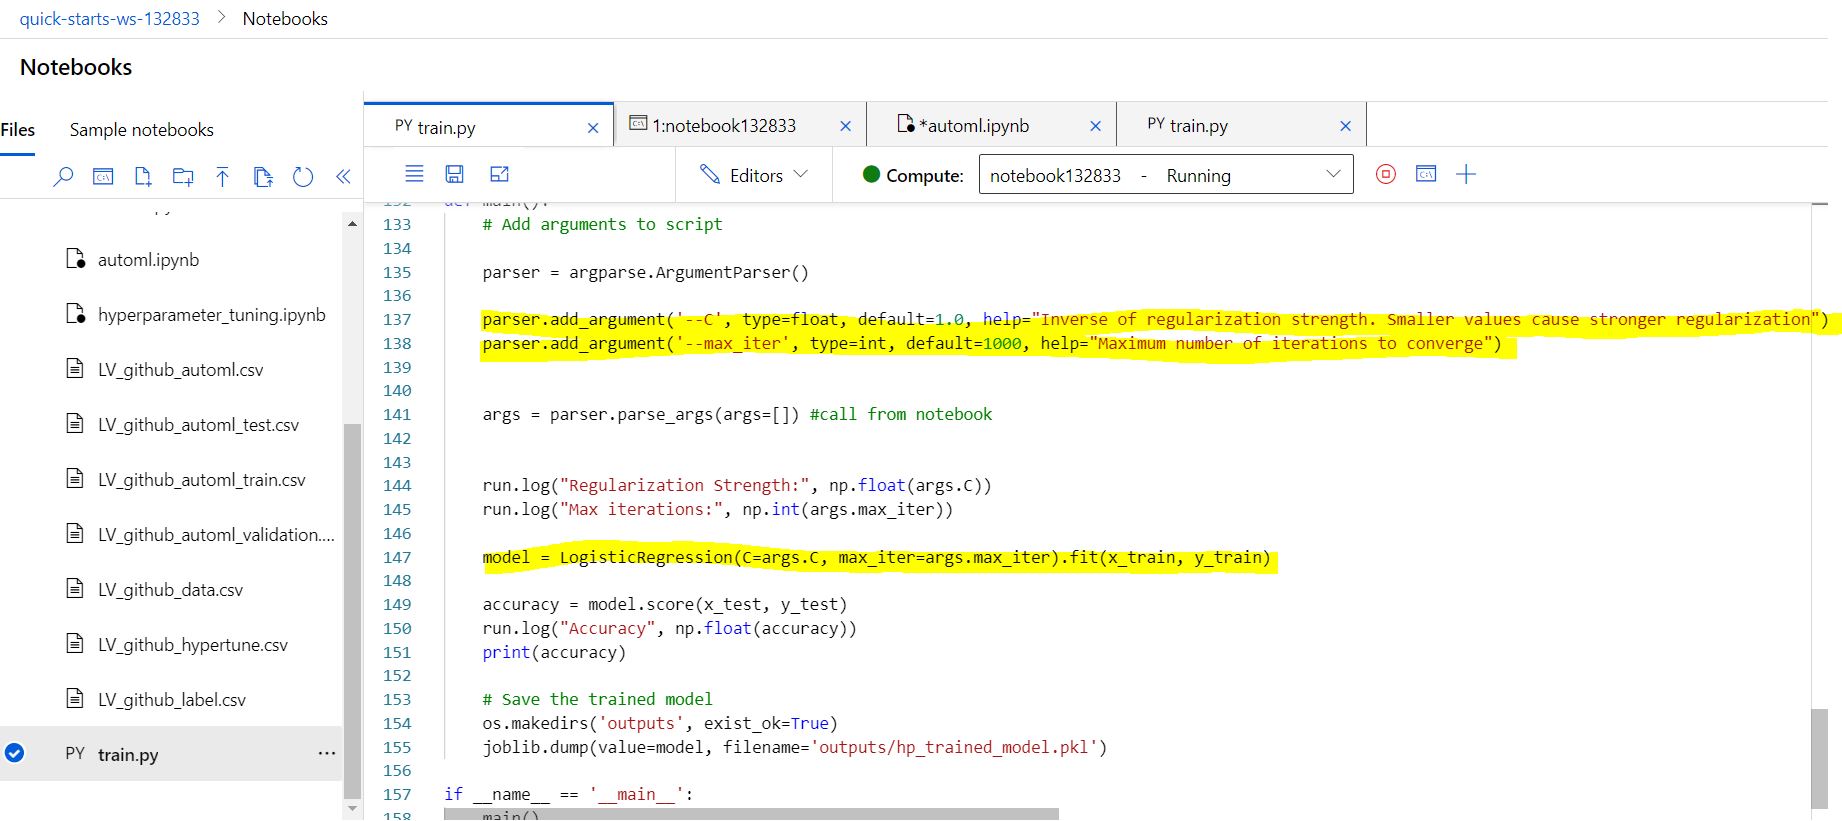 quick-starts-ws-132833 > Notebooks
Notebooks
Files Sample notebooks
automl.ipynb
hyperparameter_tuning.ipynb
LV_github_automl.csv
LV_github_automl_test.csv
LV_github_automl_train.csv
LV_github_automl_validation....
LV_github_data.csv
LV_github_hypertune.csv
LV_github_label.csv
PY train.py ...
PY train.py
1:notebook132833
*automl.ipynb
PY train.py
Editors
Compute: notebook132833 - Running
132 def main():
133 # Add arguments to script
134
135 parser = argparse.ArgumentParser()
136
137 parser.add_argument('--C', type=float, default=1.0, help="Inverse of regularization strength. Smaller values cause stronger regularization")
138 parser.add_argument('--max_iter', type=int, default=1000, help="Maximum number of iterations to converge")
139
140
141 args = parser.parse_args(args=[]) #call from notebook
142
143
144 run.log("Regularization Strength:", np.float(args.C))
145 run.log("Max iterations:", np.int(args.max_iter))
146
147 model = LogisticRegression(C=args.C, max_iter=args.max_iter).fit(x_train, y_train)
148
149 accuracy = model.score(x_test, y_test)
150 run.log("Accuracy", np.float(accuracy))
151 print(accuracy)
152
153 # Save the trained model
154 os.makedirs('outputs', exist_ok=True)
155 joblib.dump(value=model, filename='outputs/hp_trained_model.pkl')
156
157 if __name__ == '__main__':
158 main()